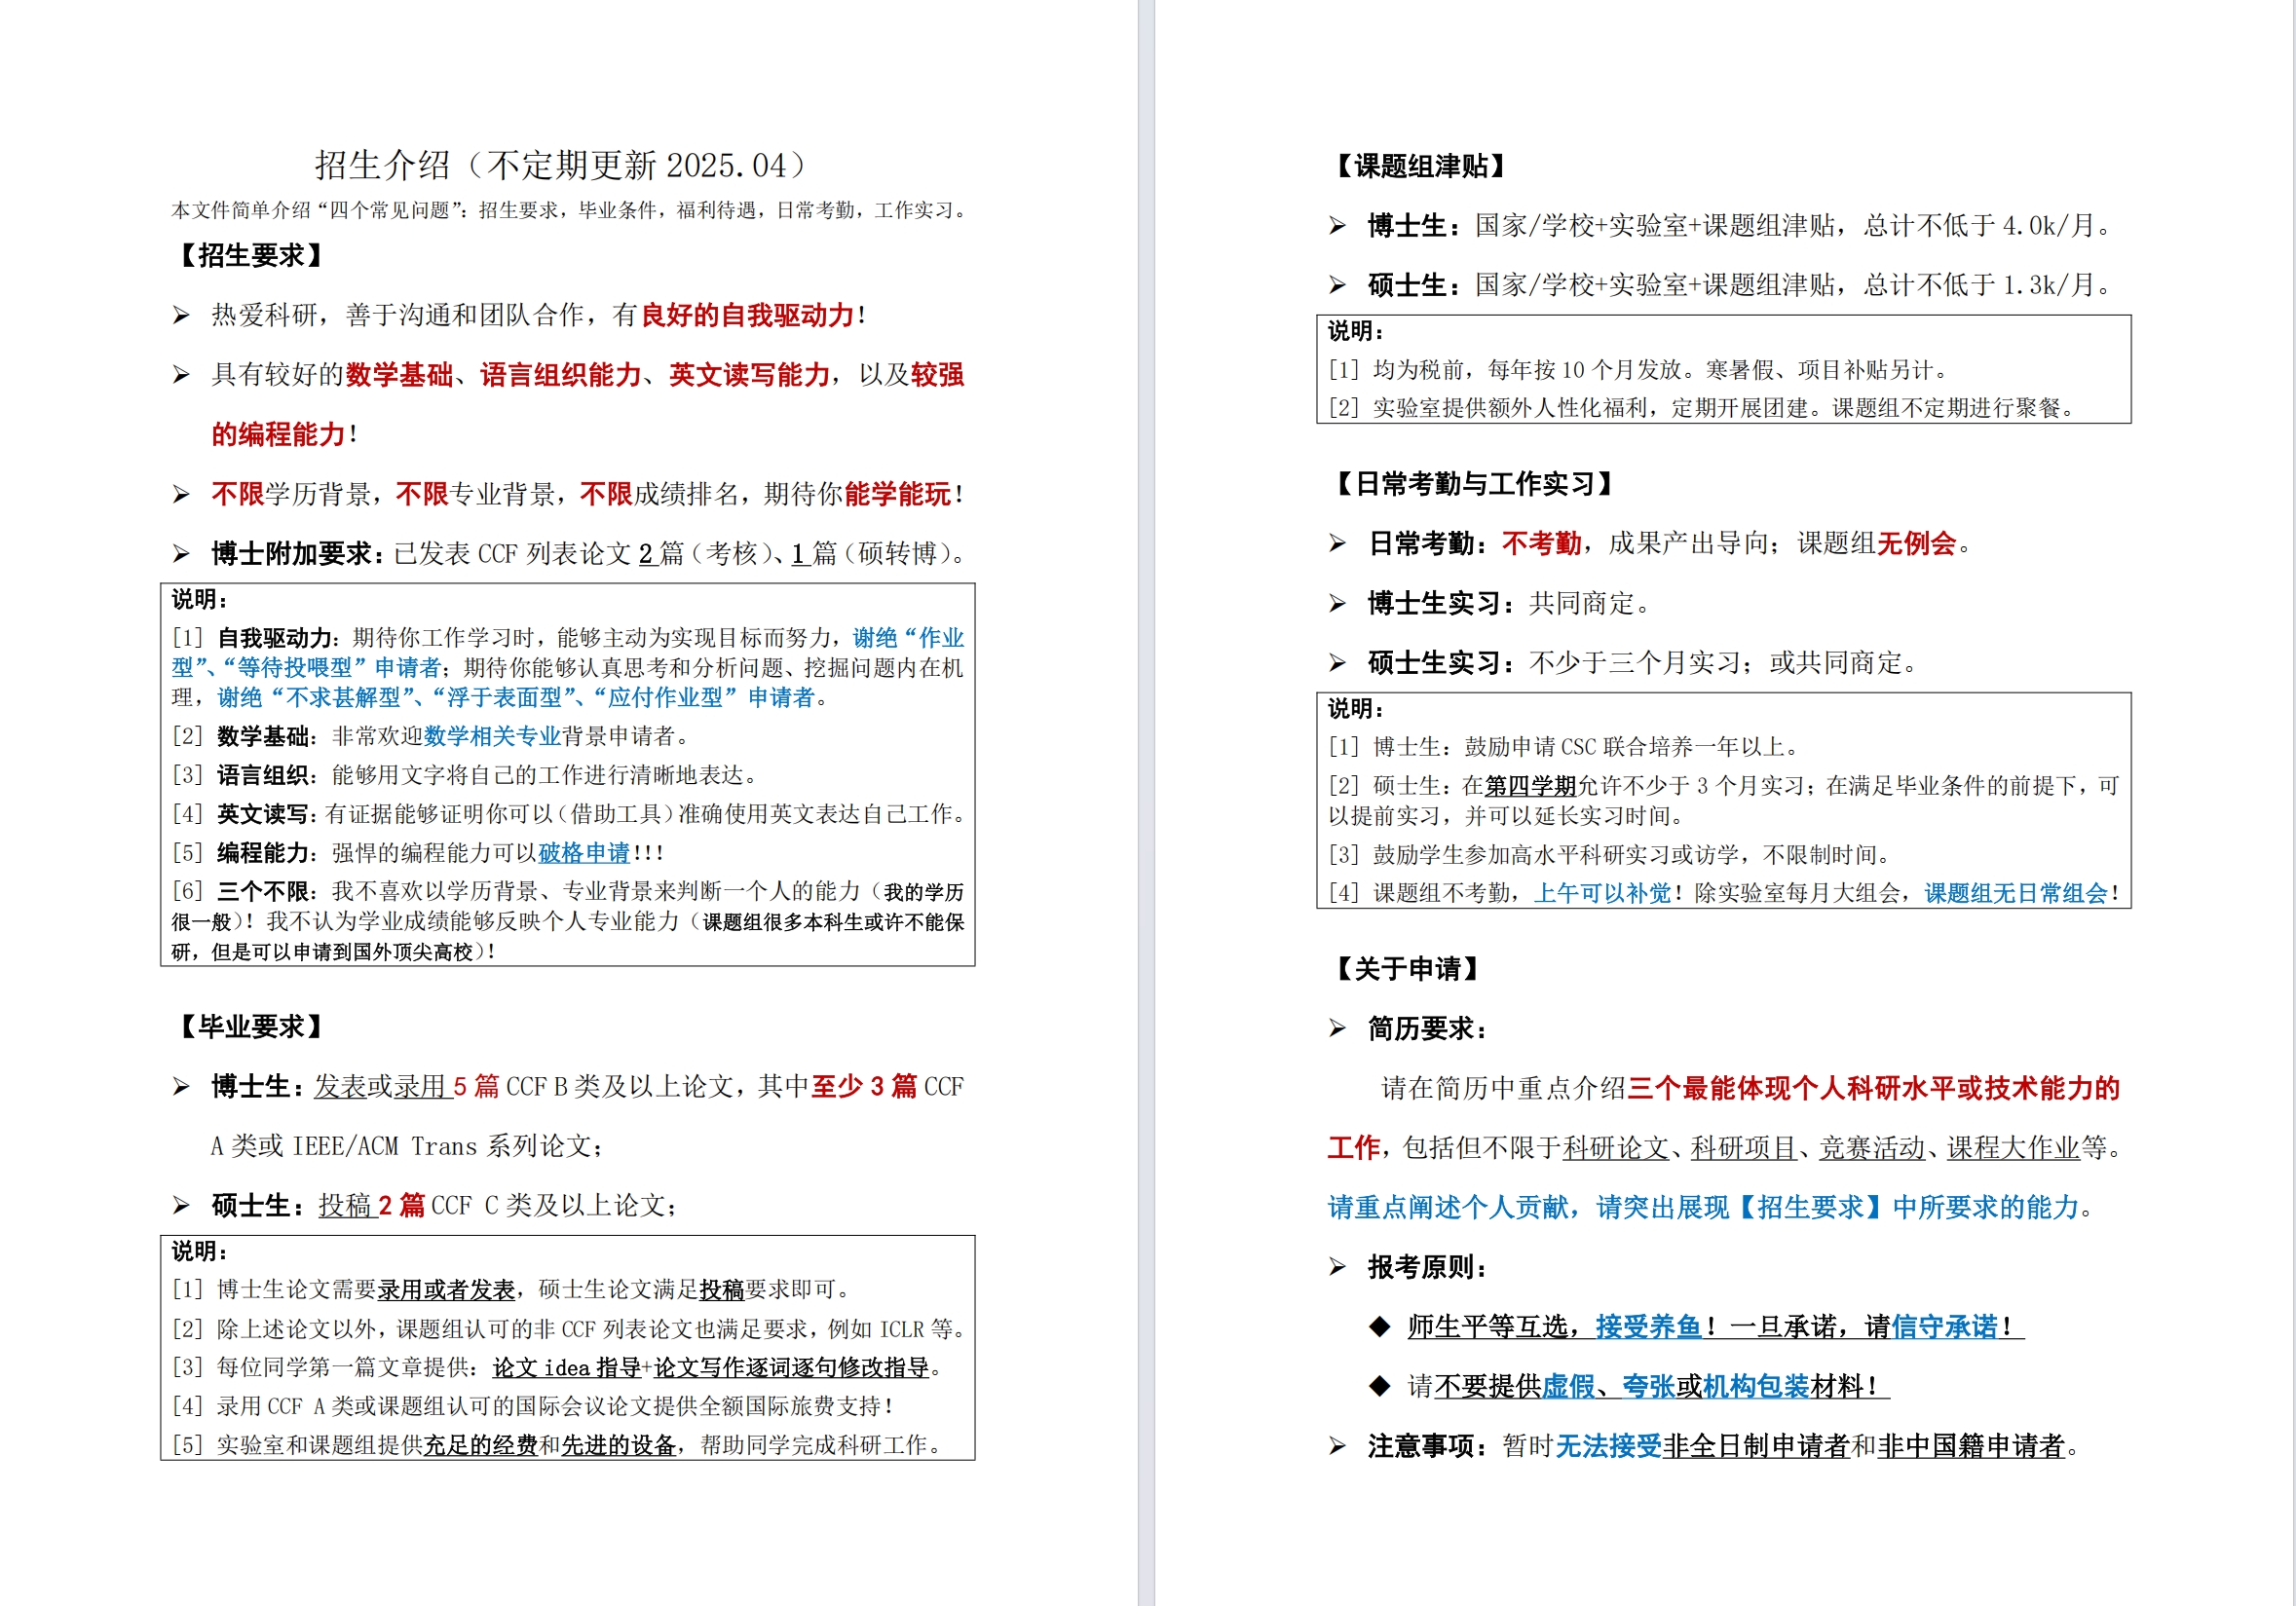 招生介绍（不定期更新 2025.04）
本文件简单介绍“四个常见问题”：招生要求，毕业条件，福利待遇，日常考勤，工作实习。
【招生要求】
➢ 热爱科研，善于沟通和团队合作，有良好的自我驱动力！
➢ 具有较好的数学基础、语言组织能力、英文读写能力，以及较强
的编程能力！
➢ 不限学历背景，不限专业背景，不限成绩排名，期待你能学能玩！
➢ 博士附加要求：已发表 CCF 列表论文 2 篇（考核）、1 篇（硕转博）。
说明：
[1] 自我驱动力：期待你工作学习时，能够主动为实现目标而努力，谢绝“作业
型”、“等待投喂型”申请者；期待你能够认真思考和分析问题、挖掘问题内在机
理，谢绝“不求甚解型”、“浮于表面型”、“应付作业型”申请者。
[2] 数学基础：非常欢迎数学相关专业背景申请者。
[3] 语言组织：能够用文字将自己的工作进行清晰地表达。
[4] 英文读写：有证据能够证明你可以（借助工具）准确使用英文表达自己工作。
[5] 编程能力：强悍的编程能力可以破格申请!!!
[6] 三个不限：我不喜欢以学历背景、专业背景来判断一个人的能力（我的学历
很一般）！我不认为学业成绩能够反映个人专业能力（课题组很多本科生或许不能保
研，但是可以申请到国外顶尖高校）！
【毕业要求】
➢ 博士生：发表或录用 5 篇 CCF B 类及以上论文，其中至少 3 篇 CCF
A 类或 IEEE/ACM Trans 系列论文；
➢ 硕士生：投稿 2 篇 CCF C 类及以上论文；
说明：
[1] 博士生论文需要录用或者发表，硕士生论文满足投稿要求即可。
[2] 除上述论文以外，课题组认可的非 CCF 列表论文也满足要求，例如 ICLR 等。
[3] 每位同学第一篇文章提供：论文 idea 指导+论文写作逐词逐句修改指导。
[4] 录用 CCF A 类或课题组认可的国际会议论文提供全额国际旅费支持！
[5] 实验室和课题组提供充足的经费和先进的设备，帮助同学完成科研工作。
【课题组津贴】
➢ 博士生：国家/学校+实验室+课题组津贴，总计不低于 4.0k/月。
➢ 硕士生：国家/学校+实验室+课题组津贴，总计不低于 1.3k/月。
说明：
[1] 均为税前，每年按 10 个月发放。寒暑假、项目补贴另计。
[2] 实验室提供额外人性化福利，定期开展团建。课题组不定期进行聚餐。
【日常考勤与工作实习】
➢ 日常考勤：不考勤，成果产出导向；课题组无例会。
➢ 博士生实习：共同商定。
➢ 硕士生实习：不少于三个月实习；或共同商定。
说明：
[1] 博士生：鼓励申请 CSC 联合培养一年以上。
[2] 硕士生：在第四学期允许不少于 3 个月实习；在满足毕业条件的前提下，可
以提前实习，并可以延长实习时间。
[3] 鼓励学生参加高水平科研实习或访学，不限制时间。
[4] 课题组不考勤，上午可以补觉！除实验室每月大组会，课题组无日常组会！
【关于申请】
➢ 简历要求：
请在简历中重点介绍三个最能体现个人科研水平或技术能力的
工作，包括但不限于科研论文、科研项目、竞赛活动、课程大作业等。
请重点阐述个人贡献，请突出展现【招生要求】中所要求的能力。
➢ 报考原则：
◆ 师生平等互选，接受养鱼！一旦承诺，请信守承诺！
◆ 请不要提供虚假、夸张或机构包装材料！
➢ 注意事项：暂时无法接受非全日制申请者和非中国籍申请者。